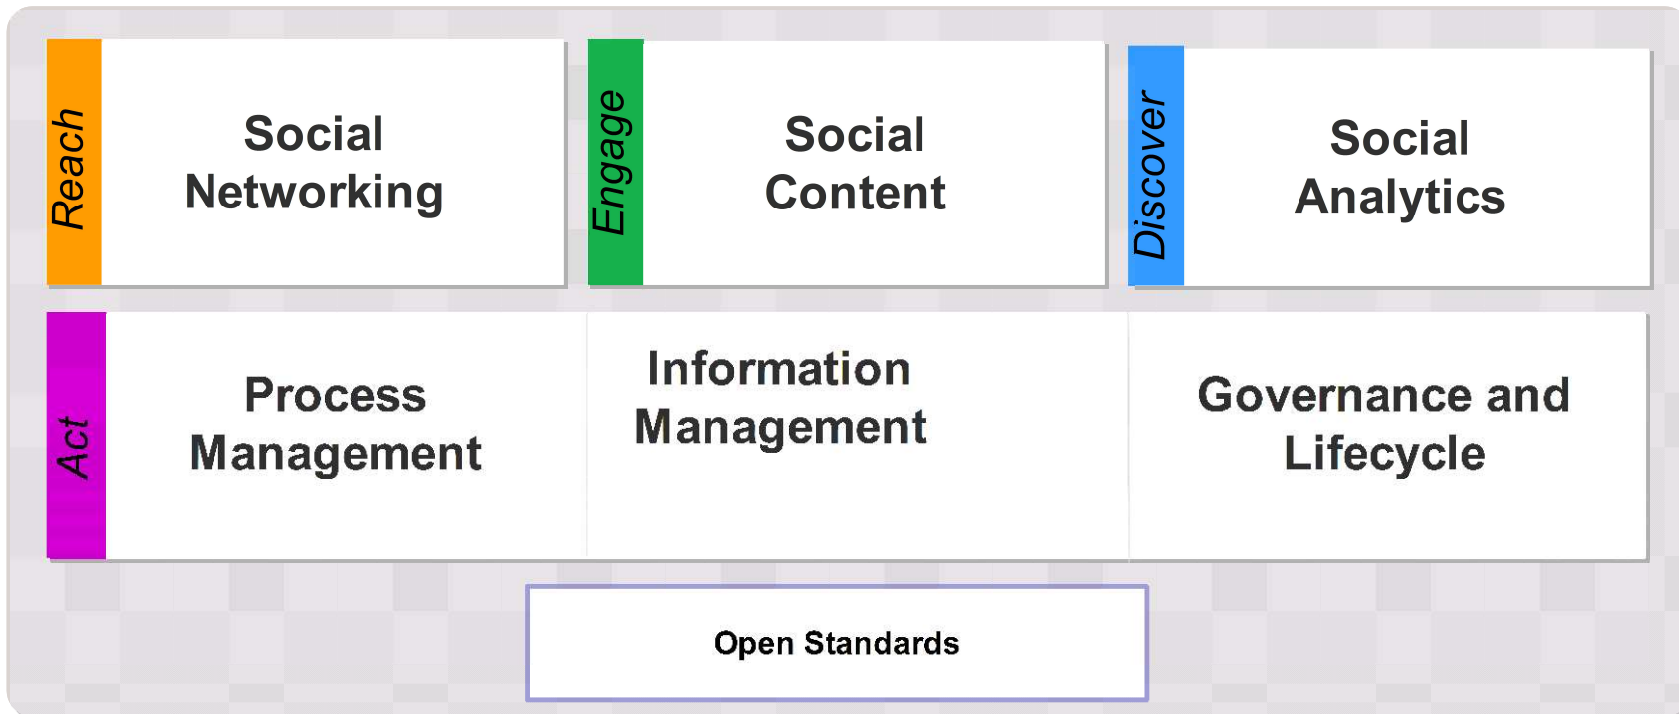 Reach
Social
Networking
Engage
Social
Content
Discover
Social
Analytics
Act
Process
Management
Information
Management
Governance and
Lifecycle
Open Standards